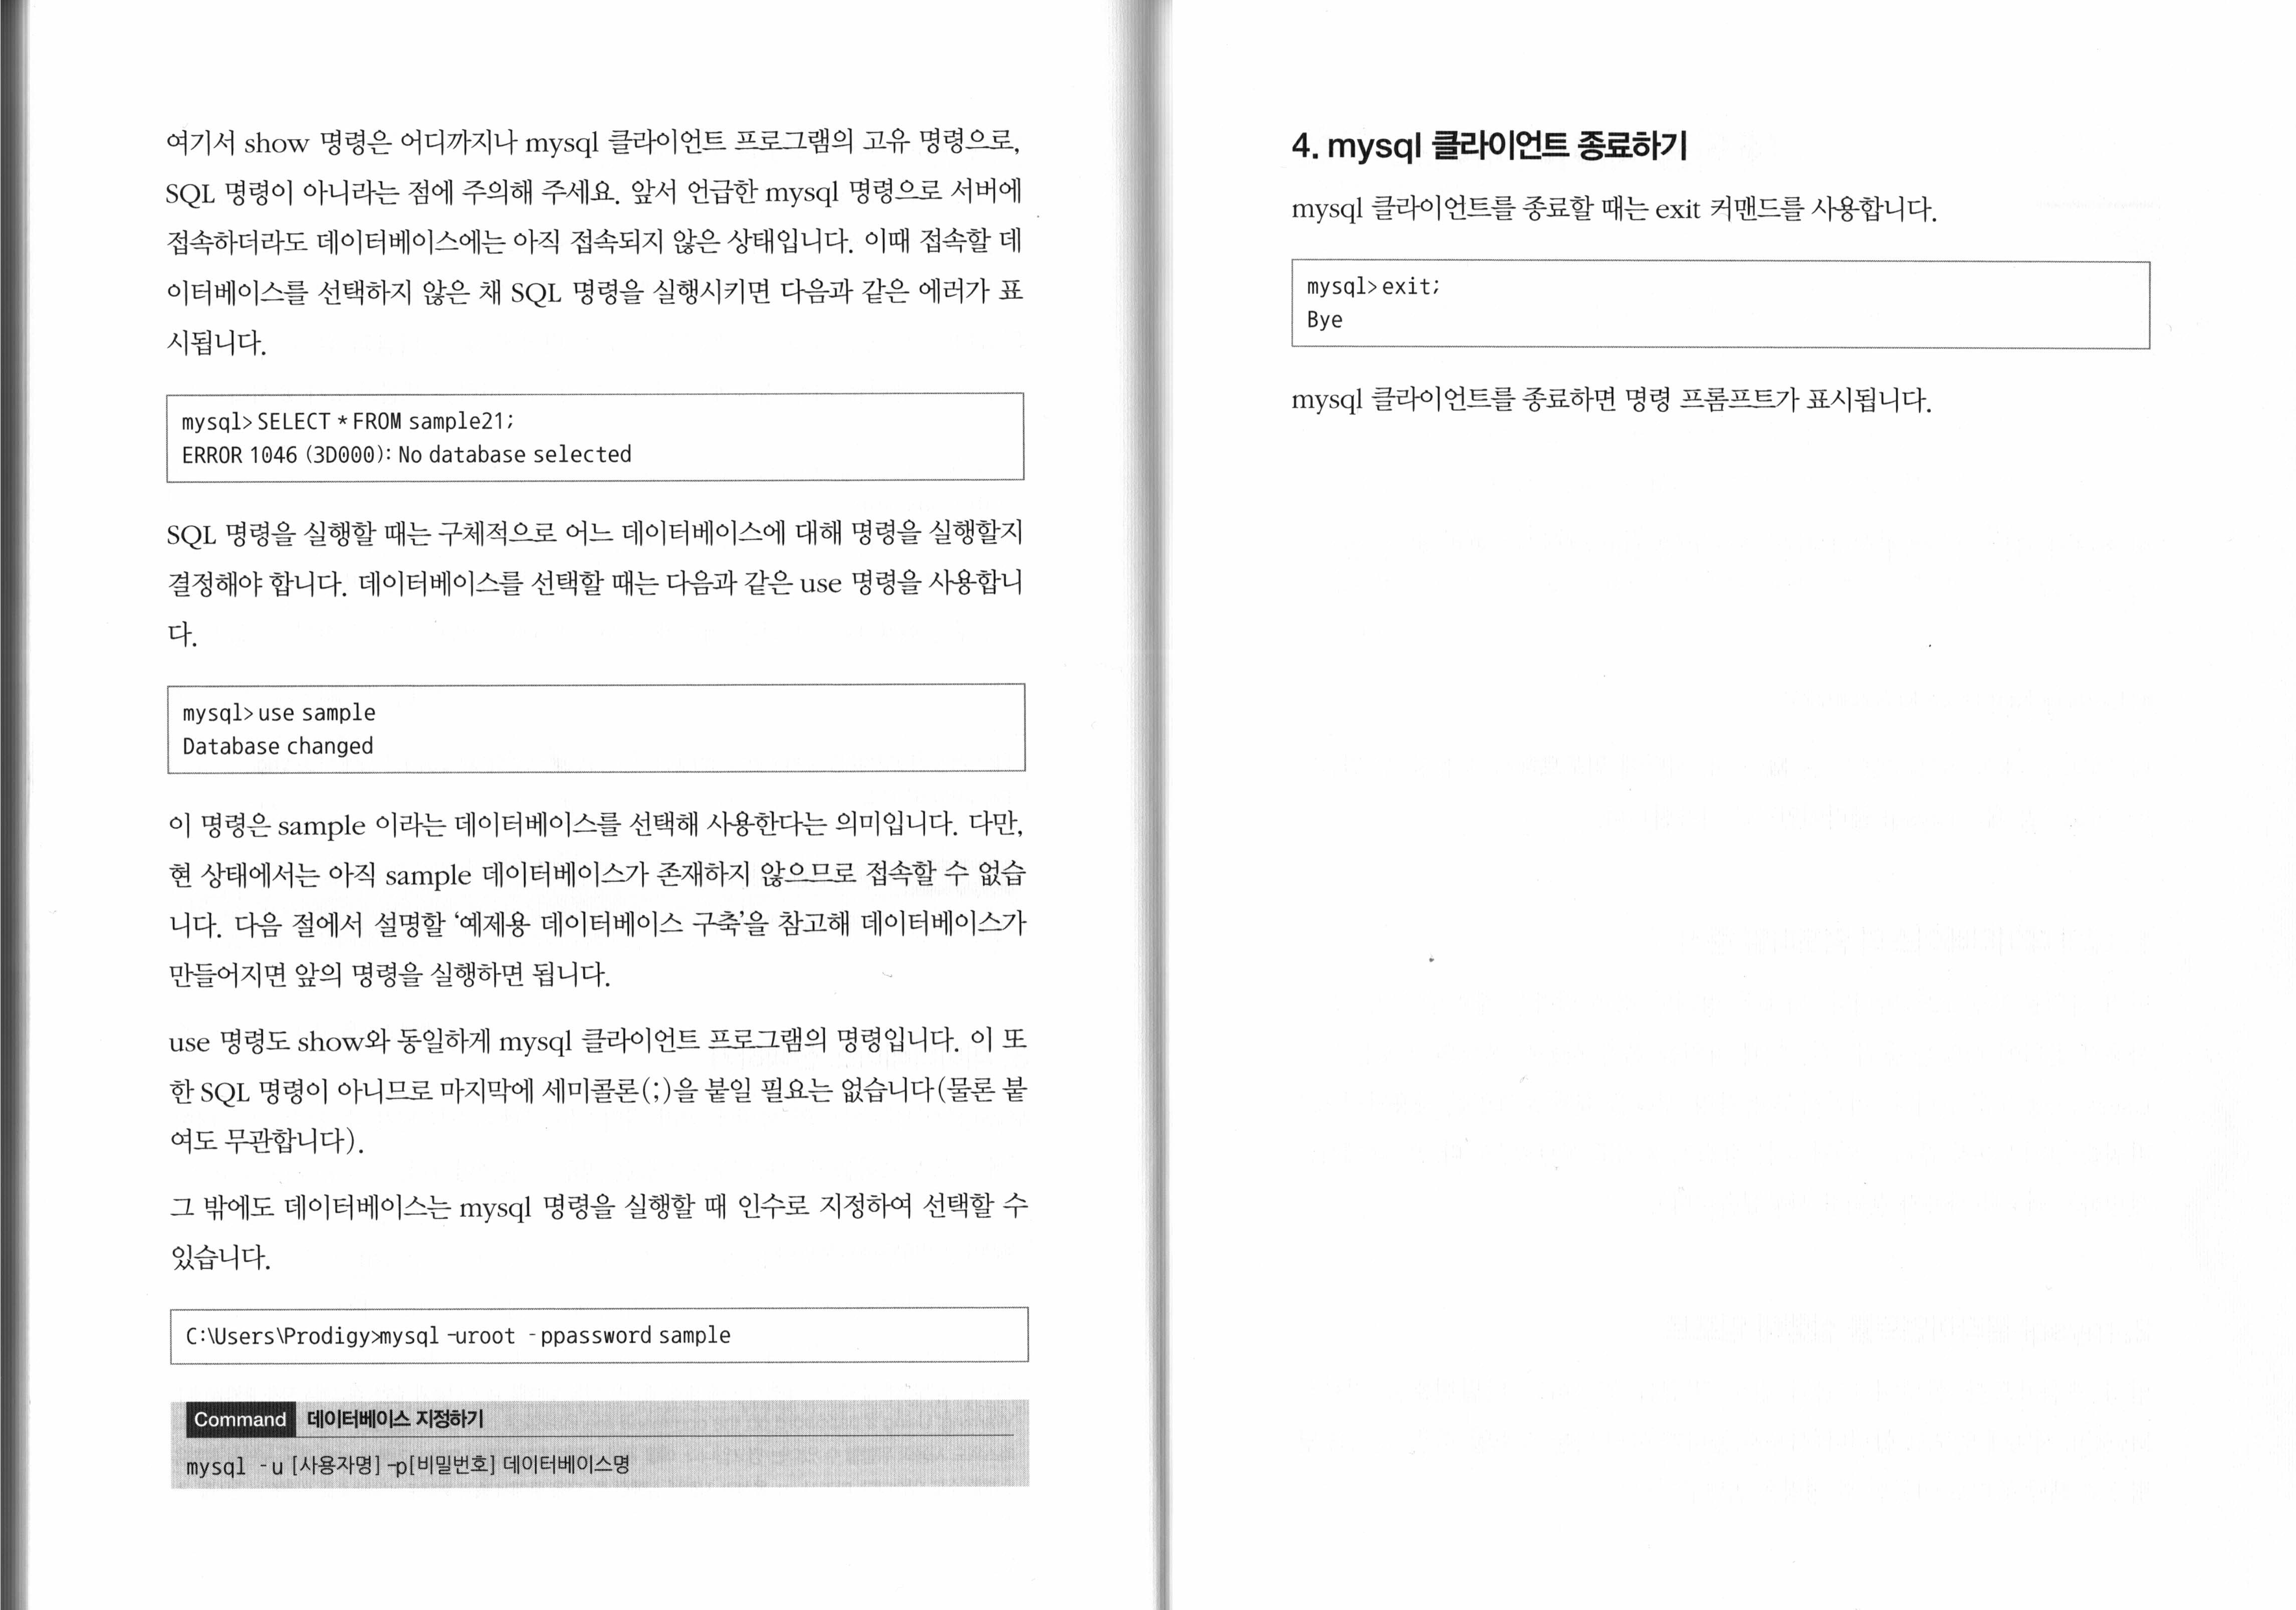 여기서 show 명령은 어디까지나 mysql 클라이언트 프로그램의 고유 명령으로,
SQL 명령이 아니라는 점에 주의해 주세요. 앞서 언급한 mysql 명령으로 서버에
접속하더라도 데이터베이스에는 아직 접속되지 않은 상태입니다. 이때 접속할 데
이터베이스를 선택하지 않은 채 SQL 명령을 실행시키면 다음과 같은 에러가 표
시됩니다.
mysql> SELECT * FROM sample21;
ERROR 1046 (3D000): No database selected
SQL 명령을 실행할 때는 구체적으로 어느 데이터베이스에 대해 명령을 실행할지
결정해야 합니다. 데이터베이스를 선택할 때는 다음과 같은 use 명령을 사용합니
다.
mysql> use sample
Database changed
이 명령은 sample 이라는 데이터베이스를 선택해 사용한다는 의미입니다. 다만,
현 상태에서는 아직 sample 데이터베이스가 존재하지 않으므로 접속할 수 없습
니다. 다음 절에서 설명할 ‘예제용 데이터베이스 구축’을 참고해 데이터베이스가
만들어지면 앞의 명령을 실행하면 됩니다.
use 명령도 show와 동일하게 mysql 클라이언트 프로그램의 명령입니다. 이 또
한 SQL 명령이 아니므로 마지막에 세미콜론(;)을 붙일 필요는 없습니다(물론 붙
여도 무관합니다).
그 밖에도 데이터베이스는 mysql 명령을 실행할 때 인수로 지정하여 선택할 수
있습니다.
C:\Users\Prodigy>mysql -uroot -ppassword sample
Command 데이터베이스 지정하기
mysql -u [사용자명] -p[비밀번호] 데이터베이스명
4. mysql 클라이언트 종료하기
mysql 클라이언트를 종료할 때는 exit 커맨드를 사용합니다.
mysql> exit;
Bye
mysql 클라이언트를 종료하면 명령 프롬프트가 표시됩니다.